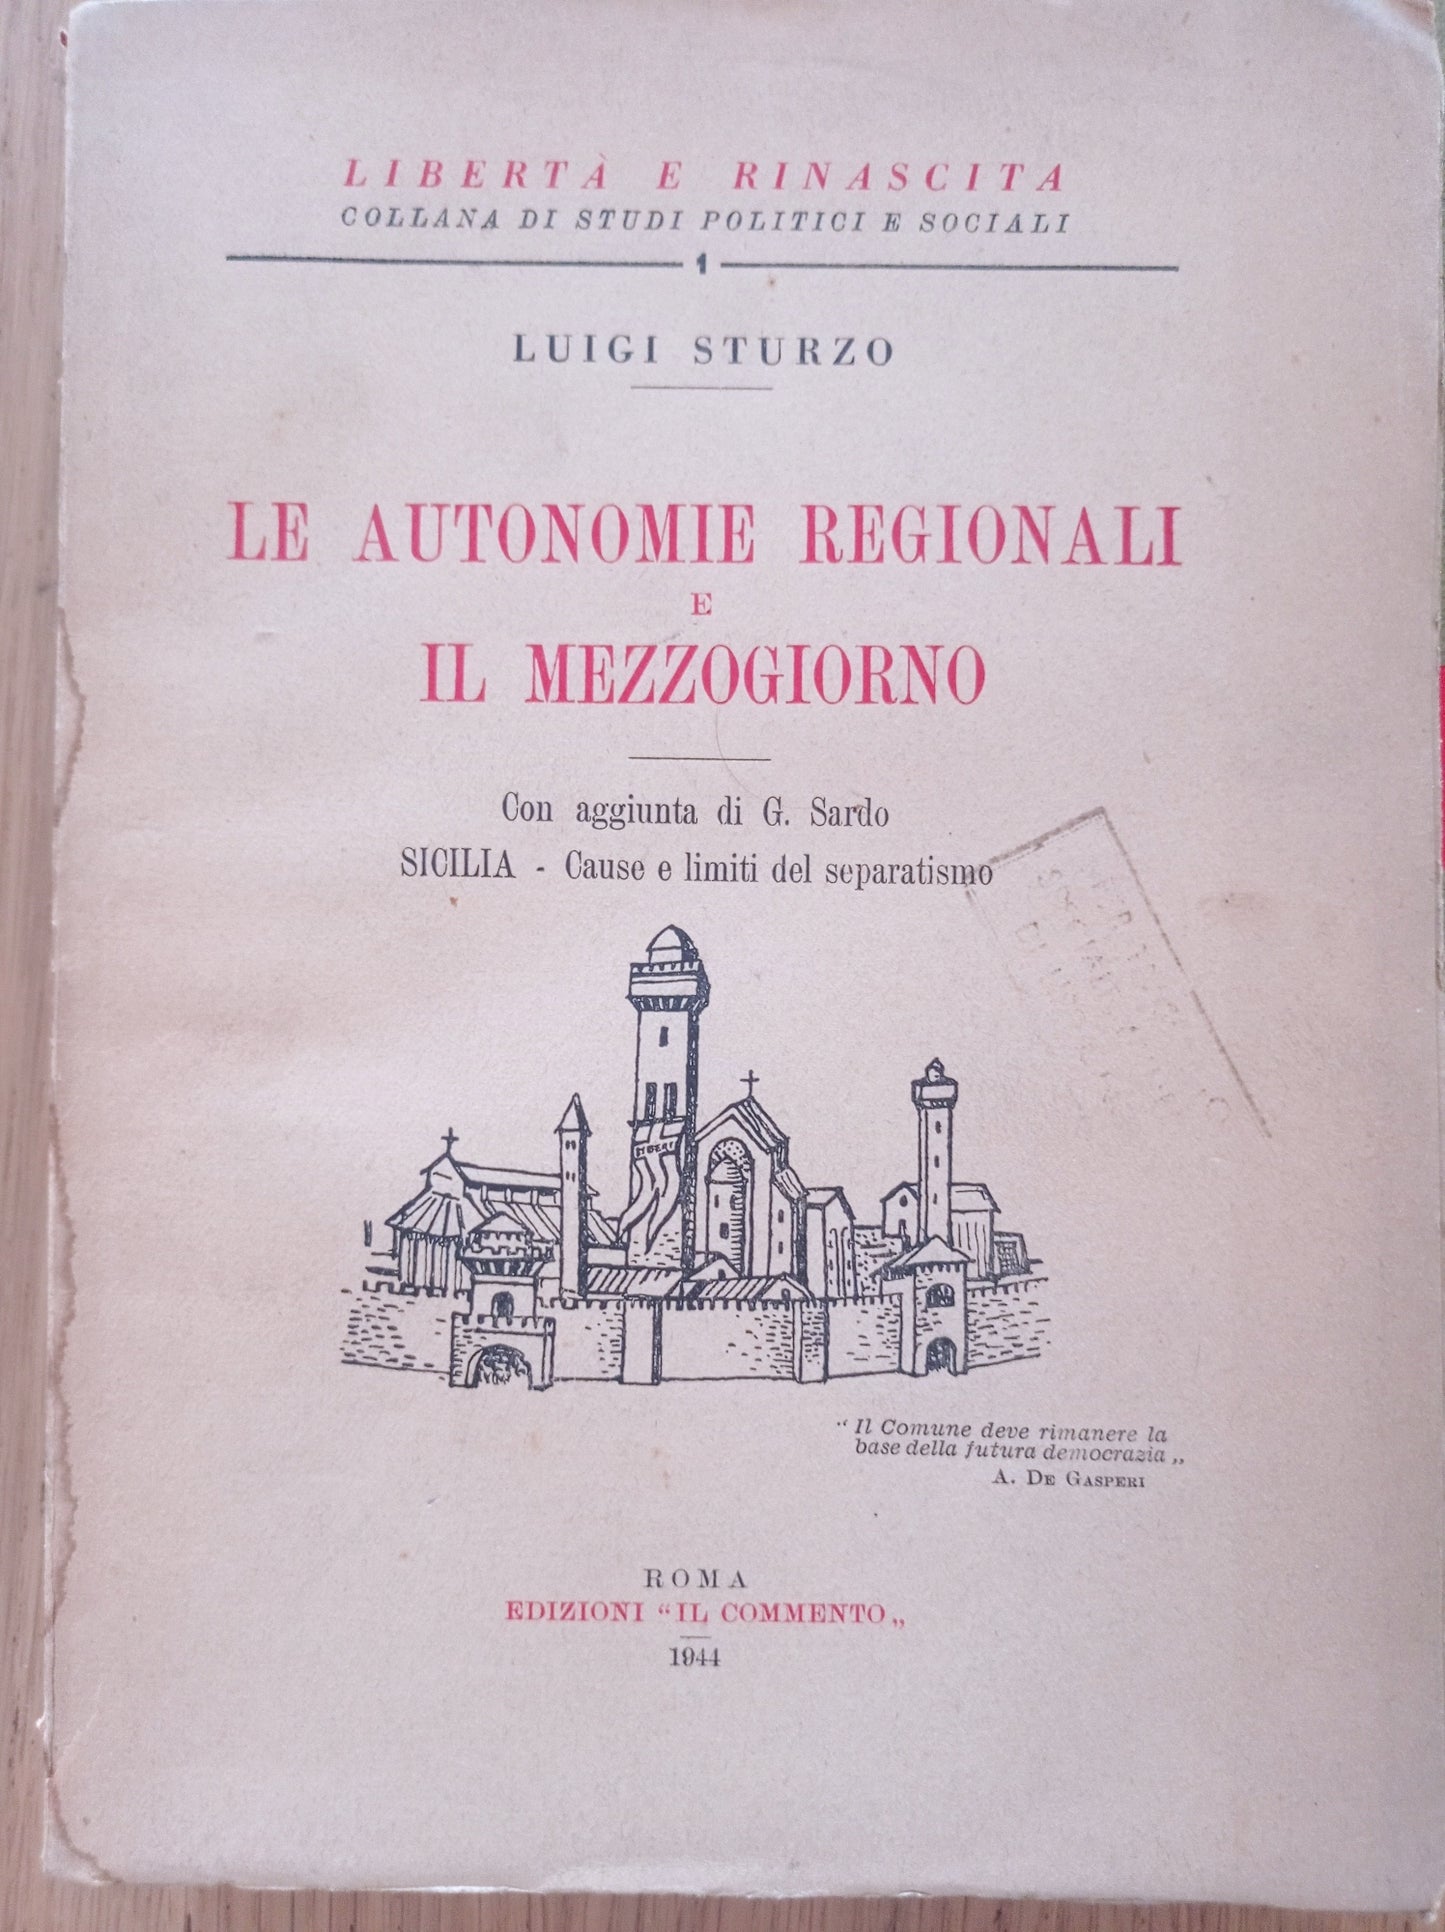 LIBERTÀ E RINASCITA
COLLANA DI STUDI POLITICI E SOCIALI
1
LUIGI STURZO
LE AUTONOMIE REGIONALI
E
IL MEZZOGIORNO
Con aggiunta di G. Sardo
SICILIA - Cause e limiti del separatismo
“ Il Comune deve rimanere la
base della futura democrazia „
A. DE GASPERI
ROMA
EDIZIONI “IL COMMENTO„
1944